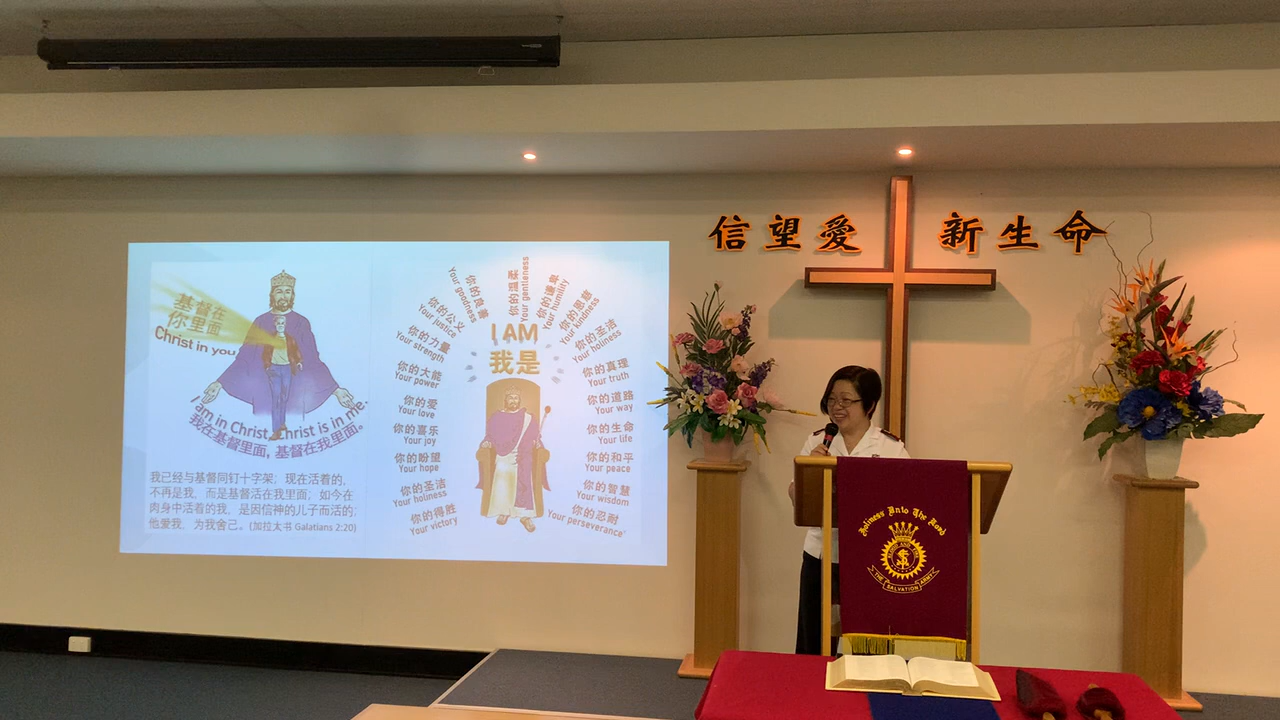 信望愛 新生命
基督在
你里面
Christ in you
I am in Christ, Christ is in me.
我在基督里面, 基督在我里面。
我已经与基督同钉十字架; 现在活着的,
不再是我, 而是基督活在我里面; 如今在
肉身中活着的我, 是因信神的儿子而活的;
他爱我, 为我舍己。(加拉太书 Galatians 2:20)
I AM
我是
你的得胜
Your victory
你的圣洁
Your holiness
你的盼望
Your hope
你的喜乐
Your joy
你的爱
Your love
你的大能
Your power
你的力量
Your strength
你的公义
Your justice
你的良善
Your goodness
你的温柔
Your gentleness
你的谦卑
Your humility
你的恩慈
Your kindness
你的圣洁
Your holiness
你的真理
Your truth
你的道路
Your way
你的生命
Your life
你的和平
Your peace
你的智慧
Your wisdom
你的忍耐
Your perseverance
Holiness Unto The Lord
BLOOD AND FIRE
S
THE SALVATION ARMY